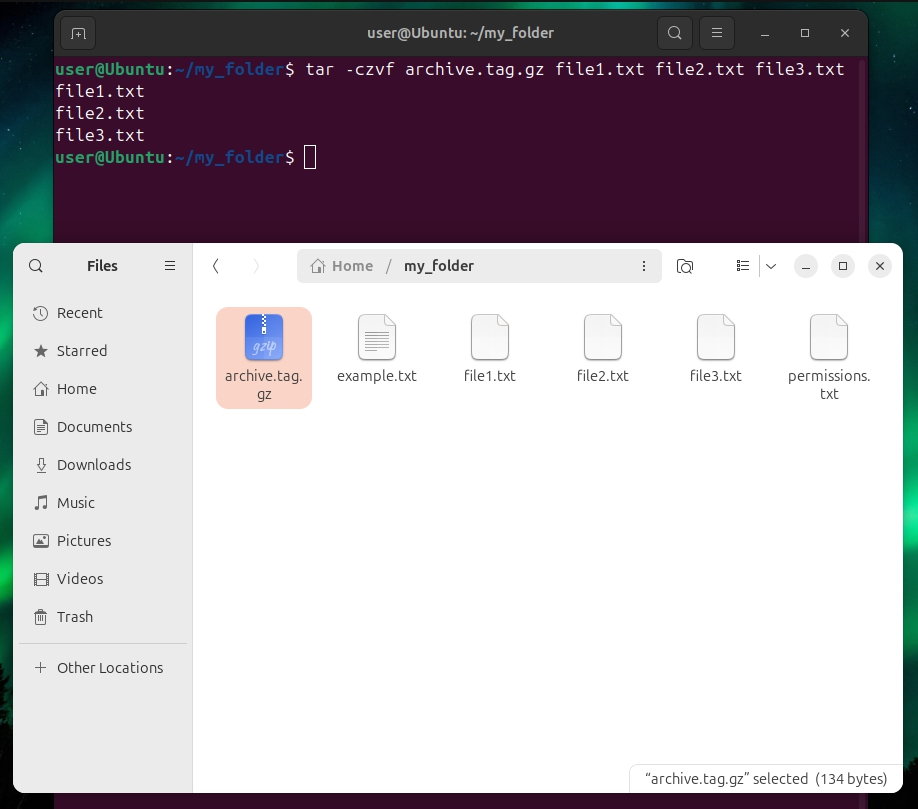 user@Ubuntu: ~/my_folder
user@Ubuntu:~/my_folder$ tar -czvf archive.tag.gz file1.txt file2.txt file3.txt
file1.txt
file2.txt
file3.txt
user@Ubuntu:~/my_folder$
Files
Home / my_folder
Recent
Starred
Home
Documents
Downloads
Music
Pictures
Videos
Trash
Other Locations
gzip
archive.tag.
gz
example.txt
file1.txt
file2.txt
file3.txt
permissions.
txt
“archive.tag.gz” selected (134 bytes)